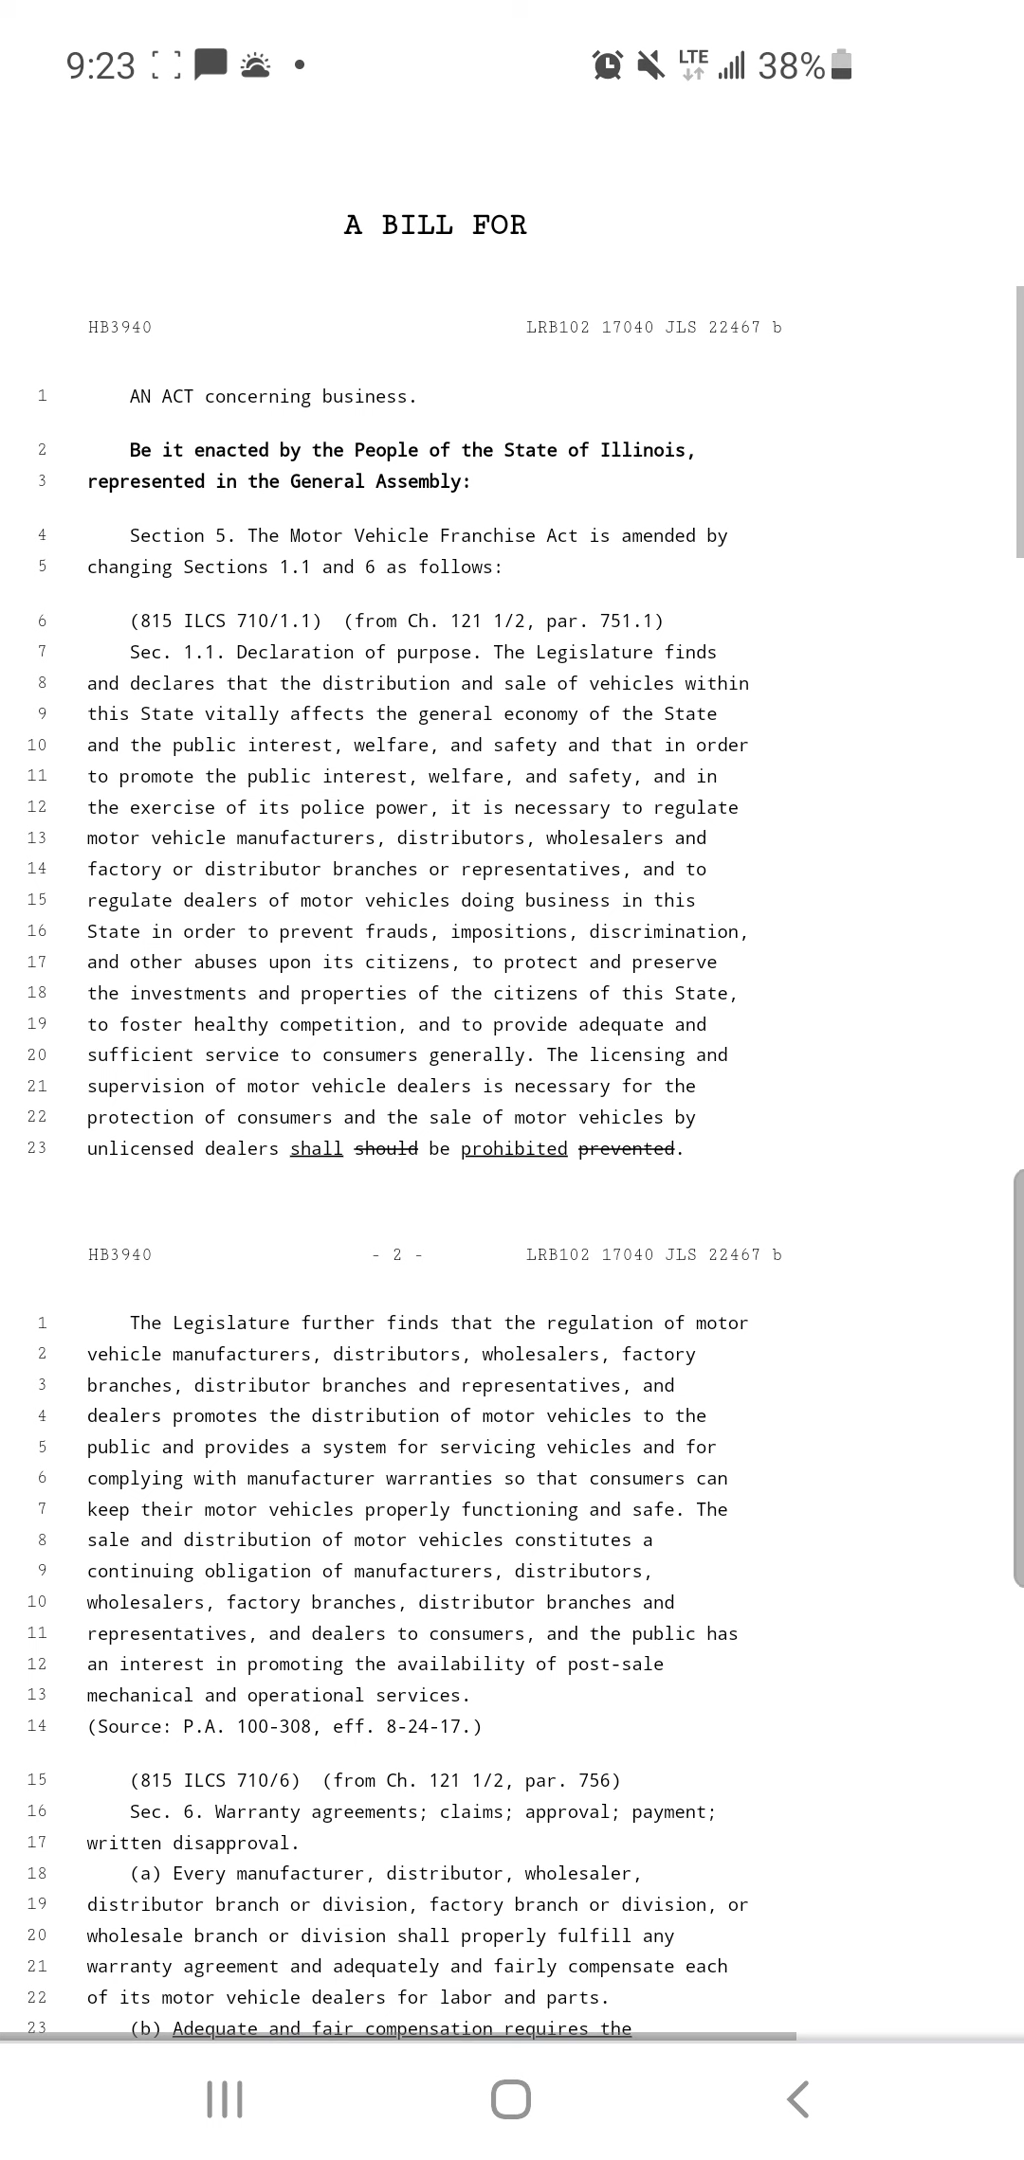 9:23 LTE 38%
A BILL FOR
HB3940 LRB102 17040 JLS 22467 b
1 AN ACT concerning business.
2 Be it enacted by the People of the State of Illinois,
3 represented in the General Assembly:
4 Section 5. The Motor Vehicle Franchise Act is amended by
5 changing Sections 1.1 and 6 as follows:
6 (815 ILCS 710/1.1) (from Ch. 121 1/2, par. 751.1)
7 Sec. 1.1. Declaration of purpose. The Legislature finds
8 and declares that the distribution and sale of vehicles within
9 this State vitally affects the general economy of the State
10 and the public interest, welfare, and safety and that in order
11 to promote the public interest, welfare, and safety, and in
12 the exercise of its police power, it is necessary to regulate
13 motor vehicle manufacturers, distributors, wholesalers and
14 factory or distributor branches or representatives, and to
15 regulate dealers of motor vehicles doing business in this
16 State in order to prevent frauds, impositions, discrimination,
17 and other abuses upon its citizens, to protect and preserve
18 the investments and properties of the citizens of this State,
19 to foster healthy competition, and to provide adequate and
20 sufficient service to consumers generally. The licensing and
21 supervision of motor vehicle dealers is necessary for the
22 protection of consumers and the sale of motor vehicles by
23 unlicensed dealers shall should be prohibited prevented.
HB3940 - 2 - LRB102 17040 JLS 22467 b
1 The Legislature further finds that the regulation of motor
2 vehicle manufacturers, distributors, wholesalers, factory
3 branches, distributor branches and representatives, and
4 dealers promotes the distribution of motor vehicles to the
5 public and provides a system for servicing vehicles and for
6 complying with manufacturer warranties so that consumers can
7 keep their motor vehicles properly functioning and safe. The
8 sale and distribution of motor vehicles constitutes a
9 continuing obligation of manufacturers, distributors,
10 wholesalers, factory branches, distributor branches and
11 representatives, and dealers to consumers, and the public has
12 an interest in promoting the availability of post-sale
13 mechanical and operational services.
14 (Source: P.A. 100-308, eff. 8-24-17.)
15 (815 ILCS 710/6) (from Ch. 121 1/2, par. 756)
16 Sec. 6. Warranty agreements; claims; approval; payment;
17 written disapproval.
18 (a) Every manufacturer, distributor, wholesaler,
19 distributor branch or division, factory branch or division, or
20 wholesale branch or division shall properly fulfill any
21 warranty agreement and adequately and fairly compensate each
22 of its motor vehicle dealers for labor and parts.
23 (b) Adequate and fair compensation requires the